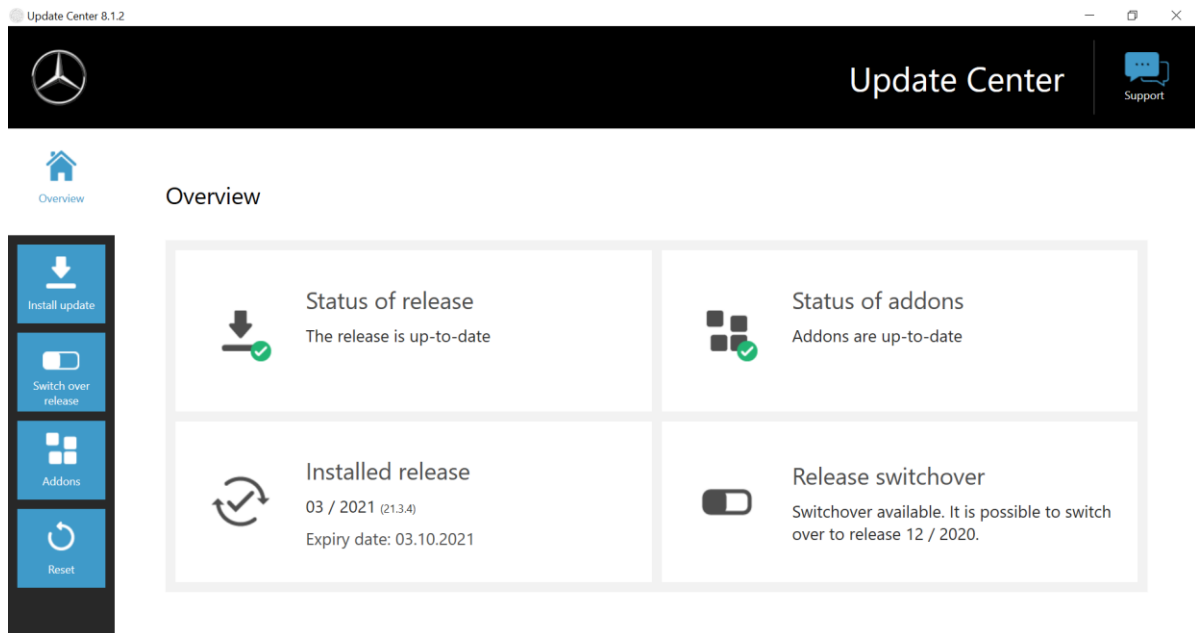 Update Center 8.1.2
Update Center
Support
Overview
Overview
Install update
Switch over
release
Addons
Reset
Status of release
The release is up-to-date
Status of addons
Addons are up-to-date
Installed release
03 / 2021 (21.3.4)
Expiry date: 03.10.2021
Release switchover
Switchover available. It is possible to switch
over to release 12 / 2020.